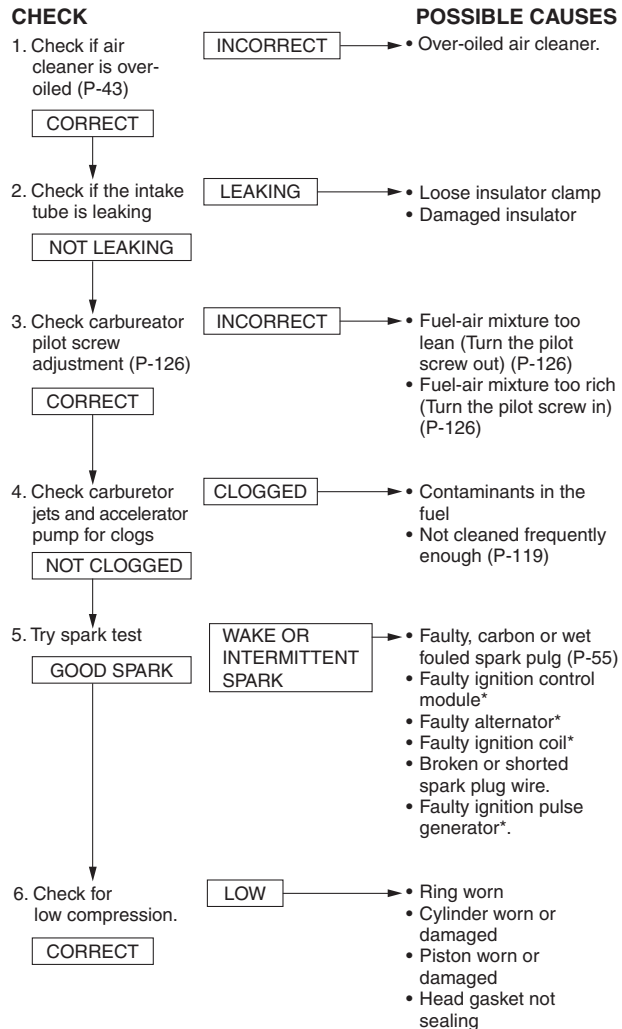 CHECK
POSSIBLE CAUSES
1. Check if air
cleaner is over-
oiled (P-43)
INCORRECT
• Over-oiled air cleaner.
CORRECT
2. Check if the intake
tube is leaking
LEAKING
• Loose insulator clamp
• Damaged insulator
NOT LEAKING
3. Check carbureator
pilot screw
adjustment (P-126)
INCORRECT
• Fuel-air mixture too
lean (Turn the pilot
screw out) (P-126)
• Fuel-air mixture too rich
(Turn the pilot screw in)
(P-126)
CORRECT
4. Check carburetor
jets and accelerator
pump for clogs
CLOGGED
• Contaminants in the
fuel
• Not cleaned frequently
enough (P-119)
NOT CLOGGED
5. Try spark test
WAKE OR
INTERMITTENT
SPARK
• Faulty, carbon or wet
fouled spark pulg (P-55)
• Faulty ignition control
module*
• Faulty alternator*
• Faulty ignition coil*
• Broken or shorted
spark plug wire.
• Faulty ignition pulse
generator*.
GOOD SPARK
6. Check for
low compression.
LOW
• Ring worn
• Cylinder worn or
damaged
• Piston worn or
damaged
• Head gasket not
sealing
CORRECT